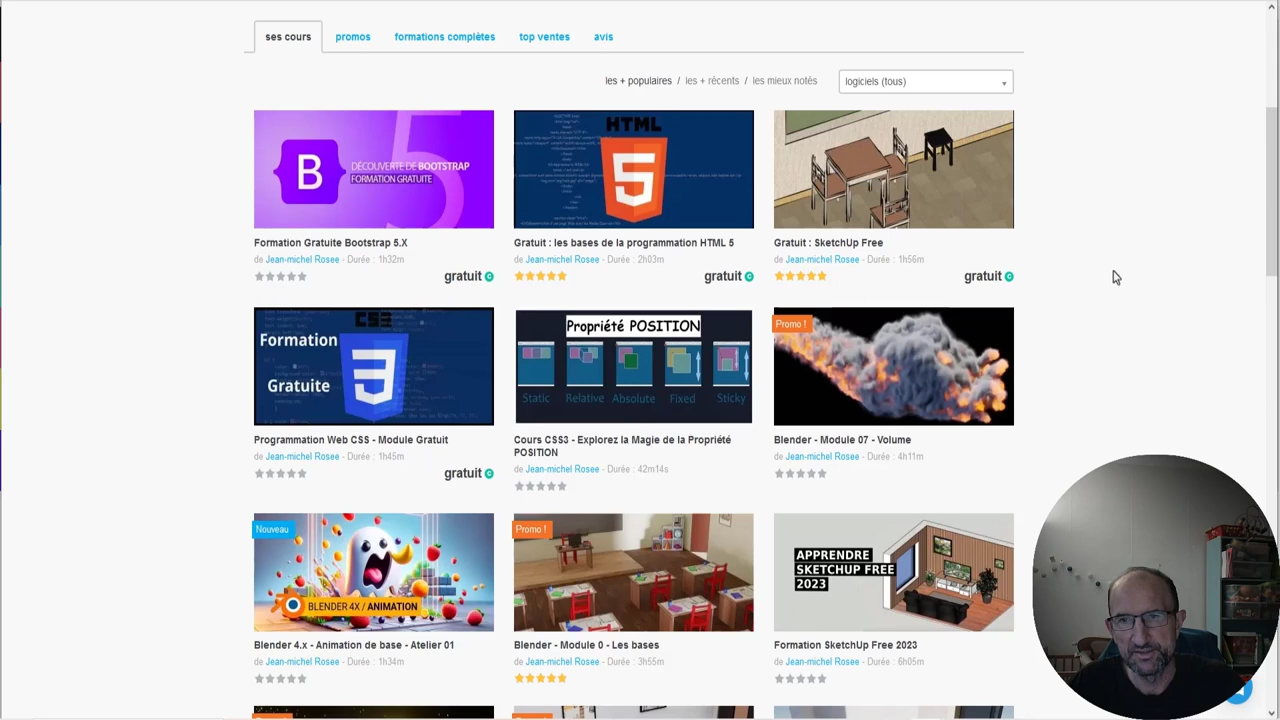 ses cours
promos
formations complètes
top ventes
avis
les + populaires / les + récents / les mieux notés
logiciels (tous)
B
5
DÉCOUVERTE DE BOOTSTRAP
FORMATION GRATUITE
HTML
5
Formation Gratuite Bootstrap 5.X
de Jean-michel Rosee - Durée : 1h32m
gratuit
Gratuit : les bases de la programmation HTML 5
de Jean-michel Rosee - Durée : 2h03m
gratuit
Gratuit : SketchUp Free
de Jean-michel Rosee - Durée : 1h56m
gratuit
CSS
Formation
Gratuite
3
Propriété POSITION
Static
Relative
Absolute
Fixed
Sticky
Promo !
Programmation Web CSS - Module Gratuit
de Jean-michel Rosee - Durée : 1h45m
gratuit
Cours CSS3 - Explorez la Magie de la Propriété
POSITION
de Jean-michel Rosee - Durée : 42m14s
Blender - Module 07 - Volume
de Jean-michel Rosee - Durée : 4h11m
Nouveau
BLENDER 4X / ANIMATION
Promo !
APPRENDRE
SKETCHUP FREE
2023
Blender 4.x - Animation de base - Atelier 01
de Jean-michel Rosee - Durée : 1h34m
Blender - Module 0 - Les bases
de Jean-michel Rosee - Durée : 3h55m
Formation SketchUp Free 2023
de Jean-michel Rosee - Durée : 6h05m